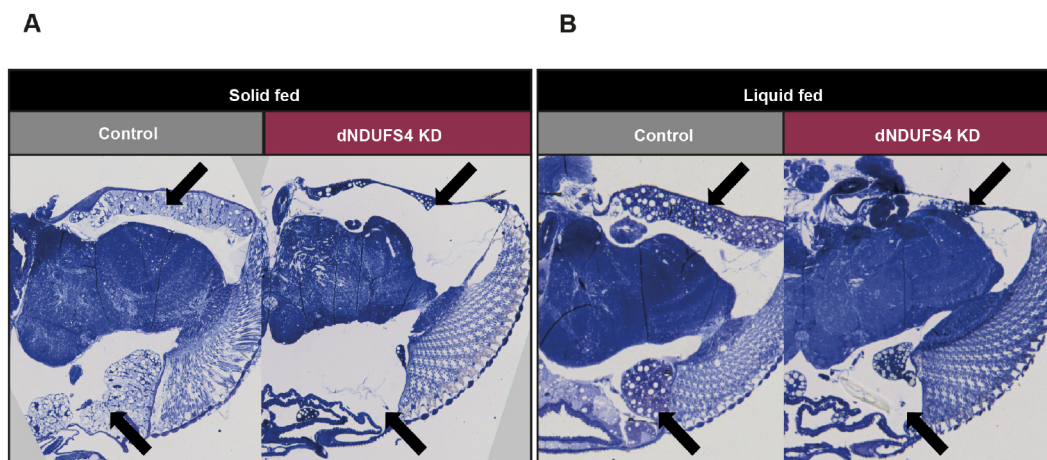 A
B
Solid fed
Liquid fed
Control
dNDUFS4 KD
Control
dNDUFS4 KD